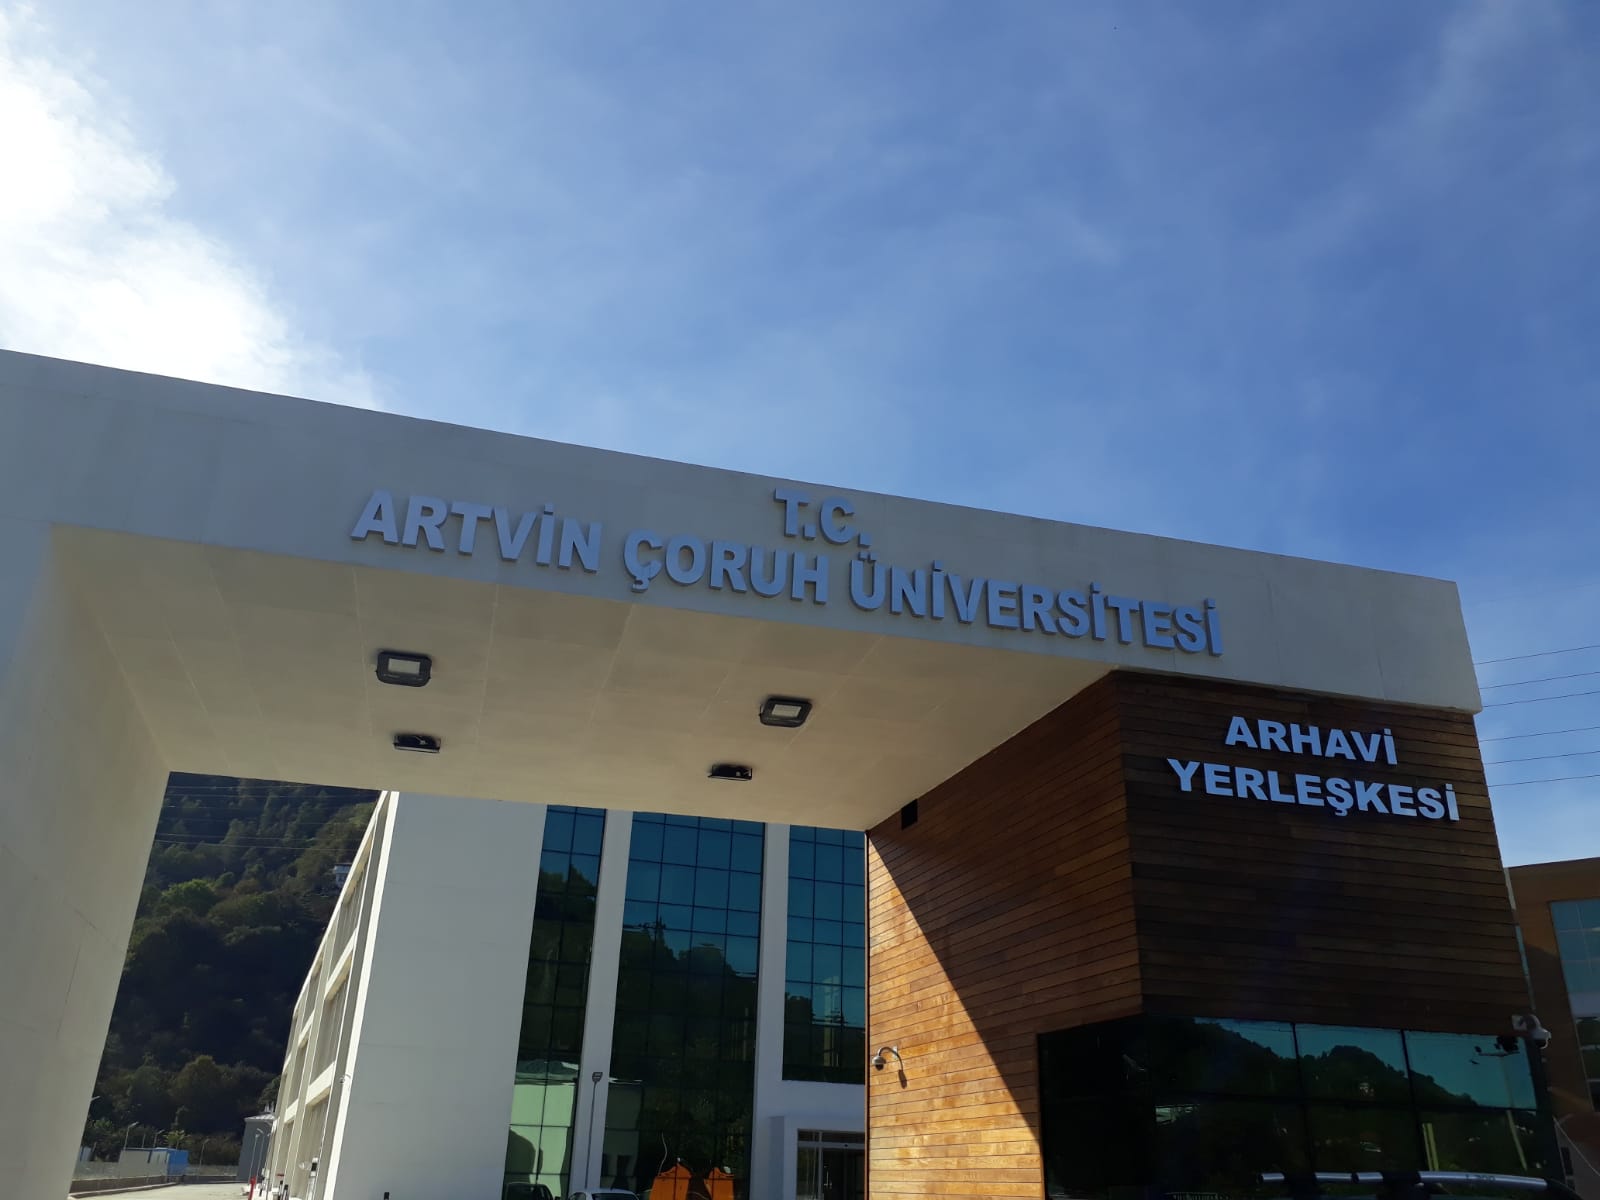 T.C.
ARTVİN ÇORUH ÜNİVERSİTESİ
ARHAVİ
YERLEŞKESİ